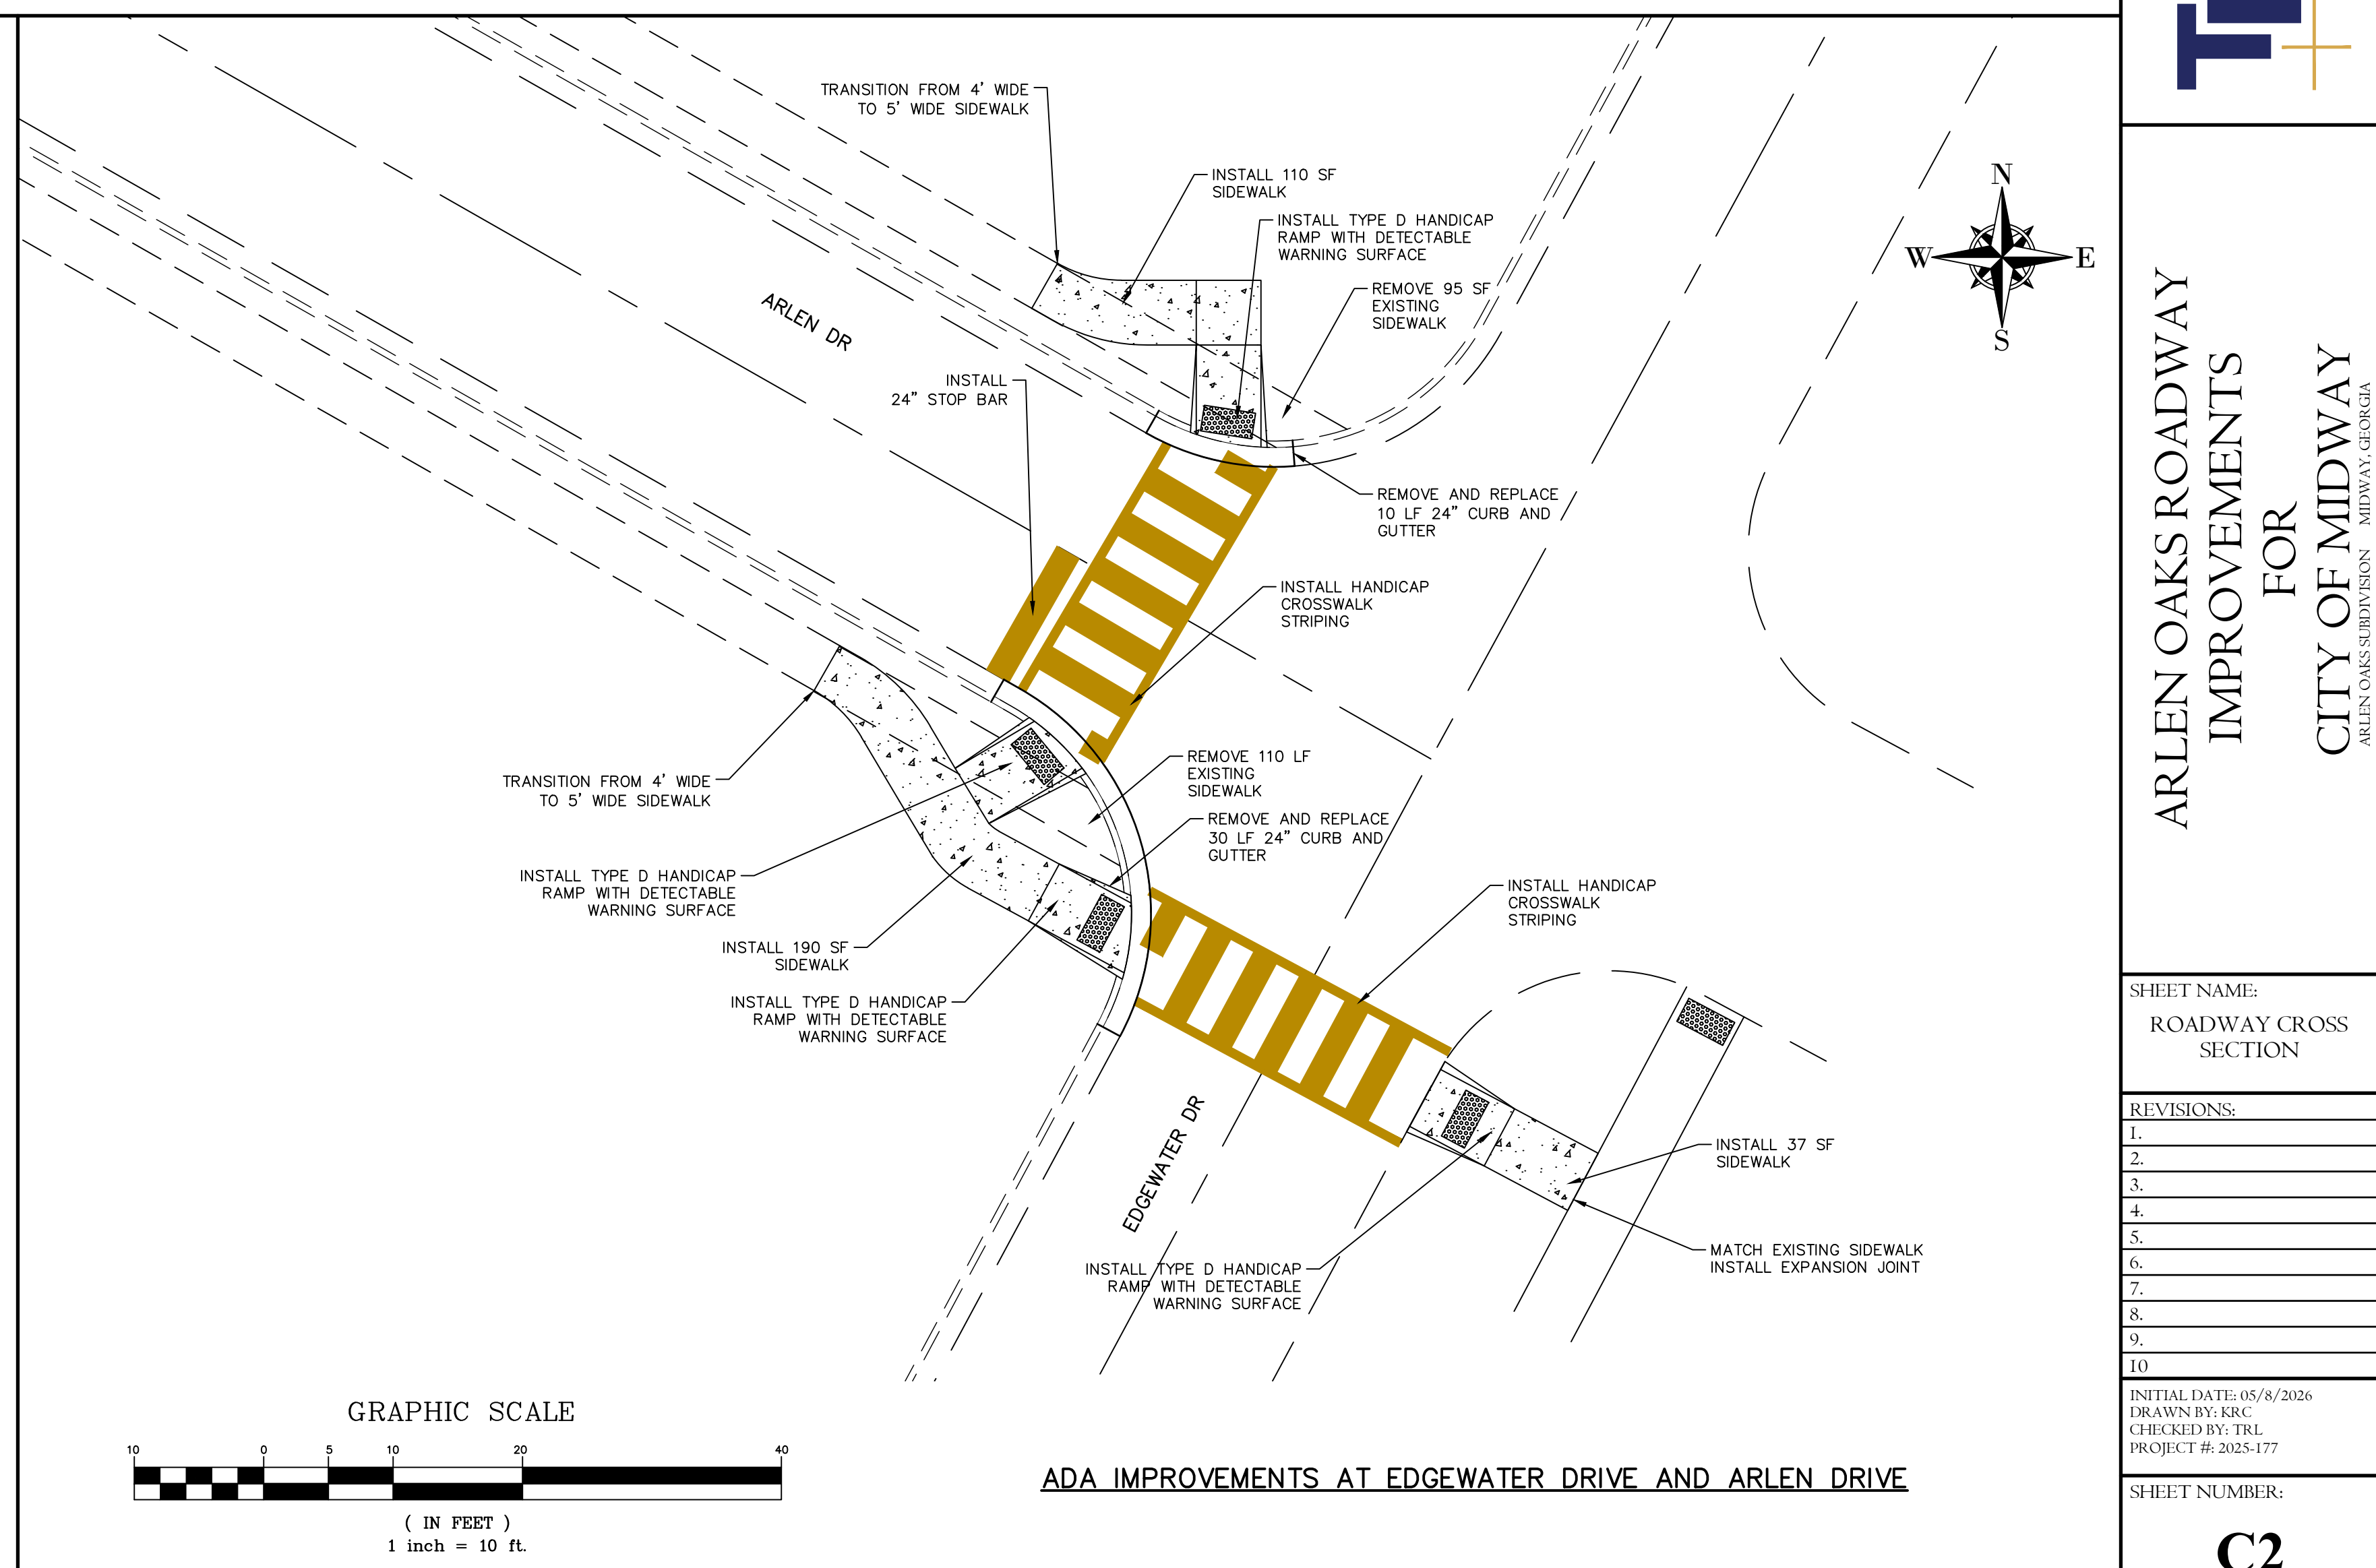 TRANSITION FROM 4' WIDE
TO 5' WIDE SIDEWALK
INSTALL 110 SF
SIDEWALK
INSTALL TYPE D HANDICAP
RAMP WITH DETECTABLE
WARNING SURFACE
REMOVE 95 SF
EXISTING
SIDEWALK
ARLEN DR
INSTALL
24" STOP BAR
REMOVE AND REPLACE
10 LF 24" CURB AND
GUTTER
INSTALL HANDICAP
CROSSWALK
STRIPING
REMOVE 110 LF
EXISTING
SIDEWALK
TRANSITION FROM 4' WIDE
TO 5' WIDE SIDEWALK
REMOVE AND REPLACE
30 LF 24" CURB AND
GUTTER
INSTALL TYPE D HANDICAP
RAMP WITH DETECTABLE
WARNING SURFACE
INSTALL HANDICAP
CROSSWALK
STRIPING
INSTALL 190 SF
SIDEWALK
INSTALL TYPE D HANDICAP
RAMP WITH DETECTABLE
WARNING SURFACE
EDGEWATER DR
INSTALL 37 SF
SIDEWALK
MATCH EXISTING SIDEWALK
INSTALL EXPANSION JOINT
INSTALL TYPE D HANDICAP
RAMP WITH DETECTABLE
WARNING SURFACE
N
W
E
S
GRAPHIC SCALE
10 0 5 10 20 40
( IN FEET )
1 inch = 10 ft.
ADA IMPROVEMENTS AT EDGEWATER DRIVE AND ARLEN DRIVE
ARLEN OAKS ROADWAY
IMPROVEMENTS
FOR
CITY OF MIDWAY
ARLEN OAKS SUBDIVISION MIDWAY, GEORGIA
SHEET NAME:
ROADWAY CROSS
SECTION
REVISIONS:
1.
2.
3.
4.
5.
6.
7.
8.
9.
10
INITIAL DATE: 05/8/2026
DRAWN BY: KRC
CHECKED BY: TRL
PROJECT #: 2025-177
SHEET NUMBER:
C2